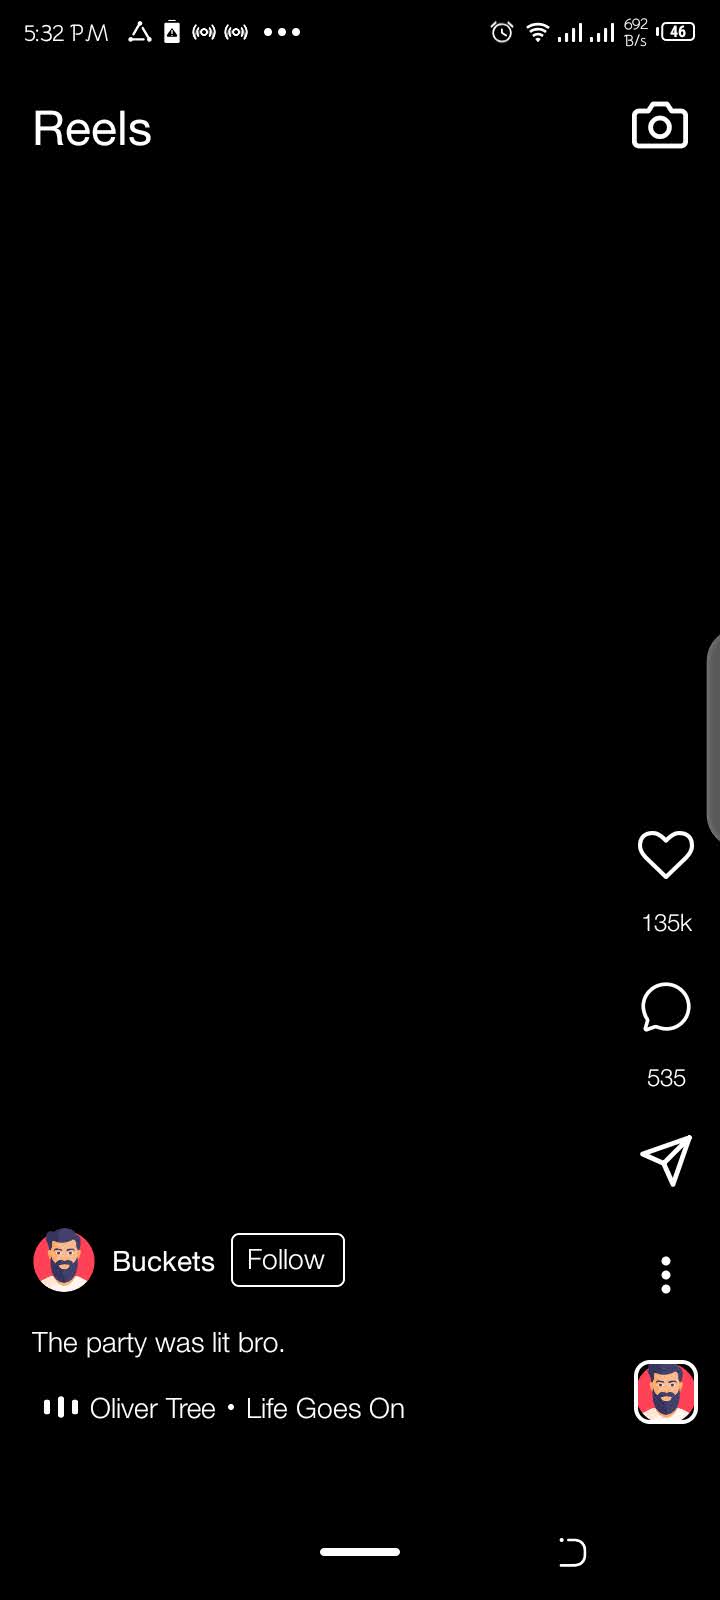 5:32 PM 692 B/s 46
Reels
135k
535
Buckets Follow
The party was lit bro.
Oliver Tree • Life Goes On